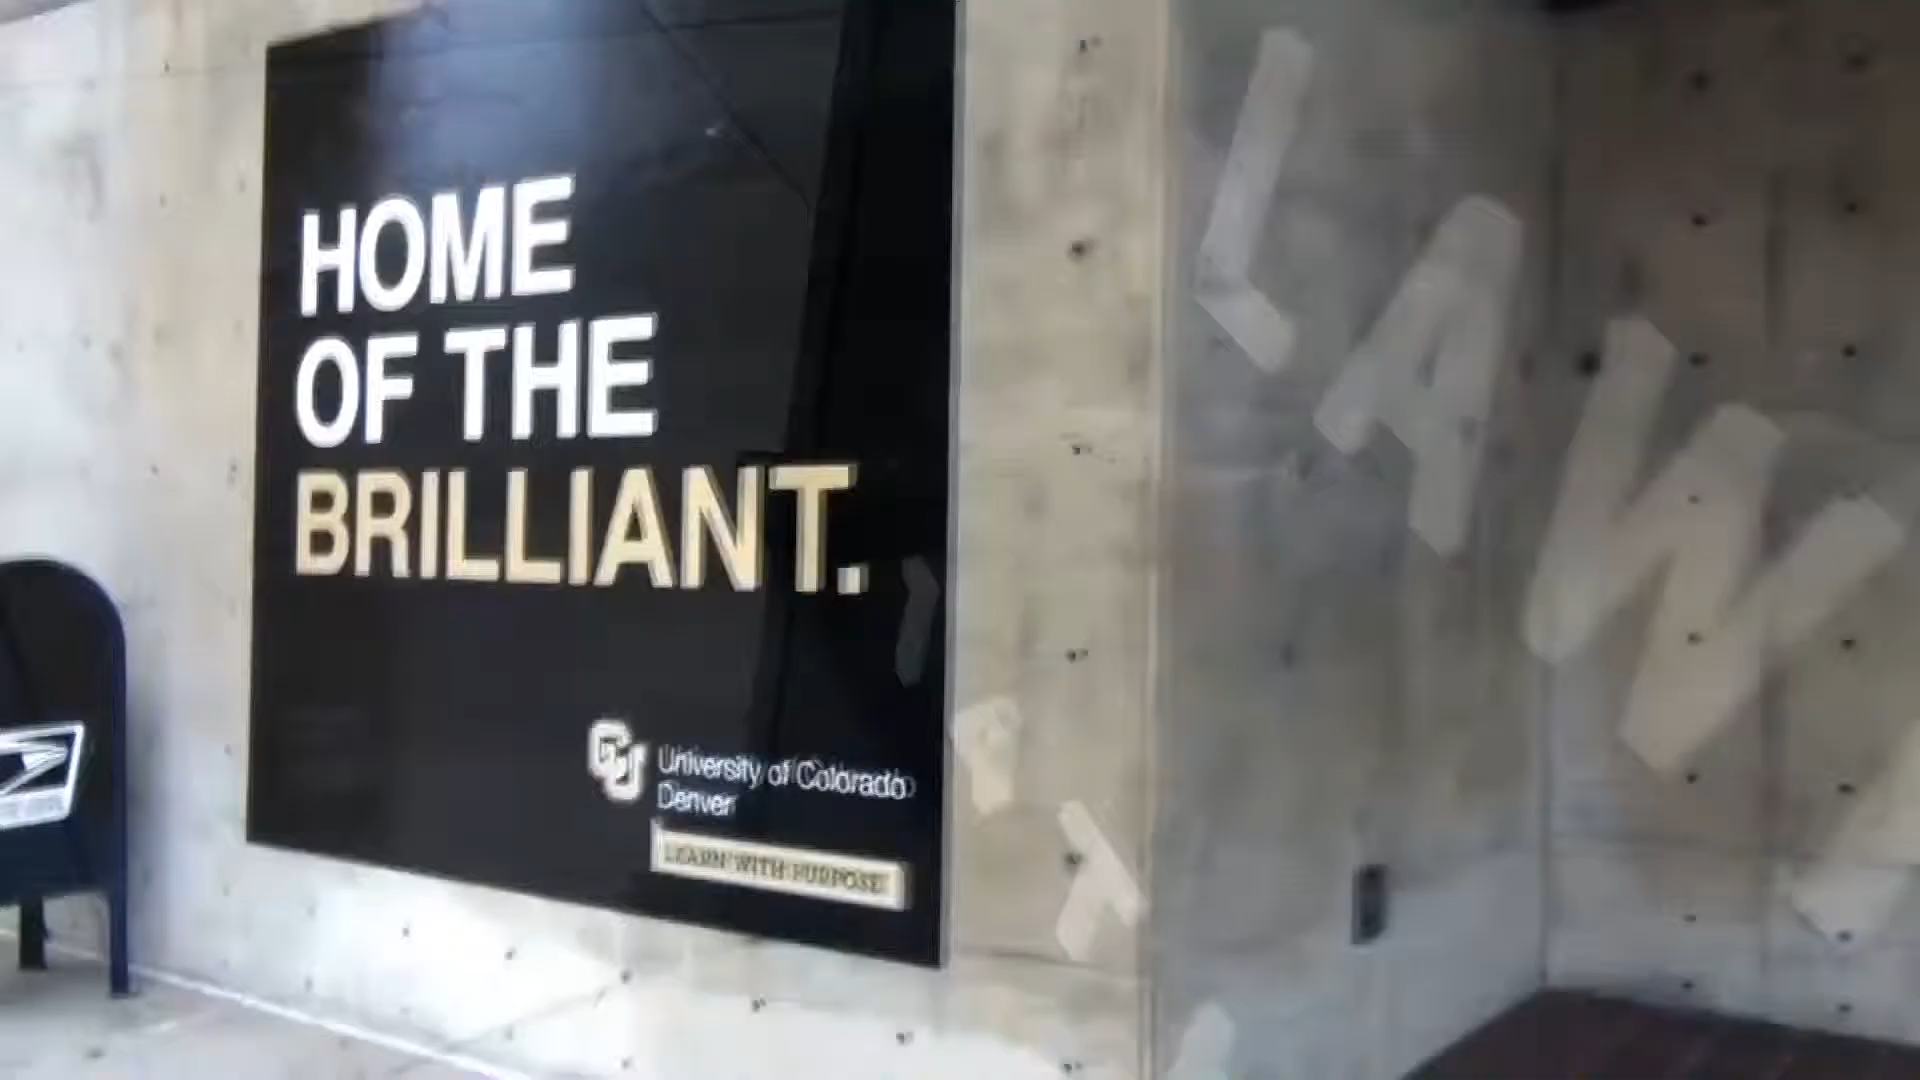 HOME
OF THE
BRILLIANT.
CU
University of Colorado
Denver
LEARN WITH PURPOSE
LAW